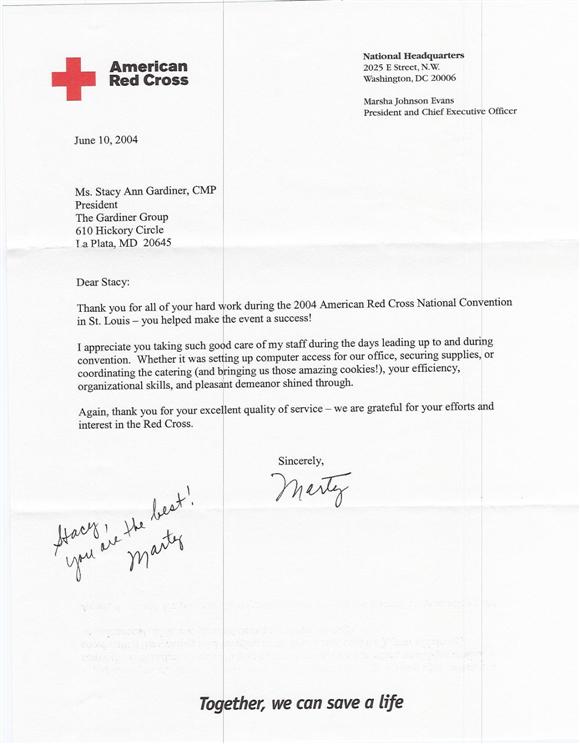 American
Red Cross
National Headquarters
2025 E Street, N.W.
Washington, DC 20006
Marsha Johnson Evans
President and Chief Executive Officer
June 10, 2004
Ms. Stacy Ann Gardiner, CMP
President
The Gardiner Group
610 Hickory Circle
La Plata, MD 20645
Dear Stacy:
Thank you for all of your hard work during the 2004 American Red Cross National Convention
in St. Louis – you helped make the event a success!
I appreciate you taking such good care of my staff during the days leading up to and during
convention. Whether it was setting up computer access for our office, securing supplies, or
coordinating the catering (and bringing us those amazing cookies!), your efficiency,
organizational skills, and pleasant demeanor shined through.
Again, thank you for your excellent quality of service – we are grateful for your efforts and
interest in the Red Cross.
Sincerely,
Marty
Stacy,
you are the best!
Marty
Together, we can save a life